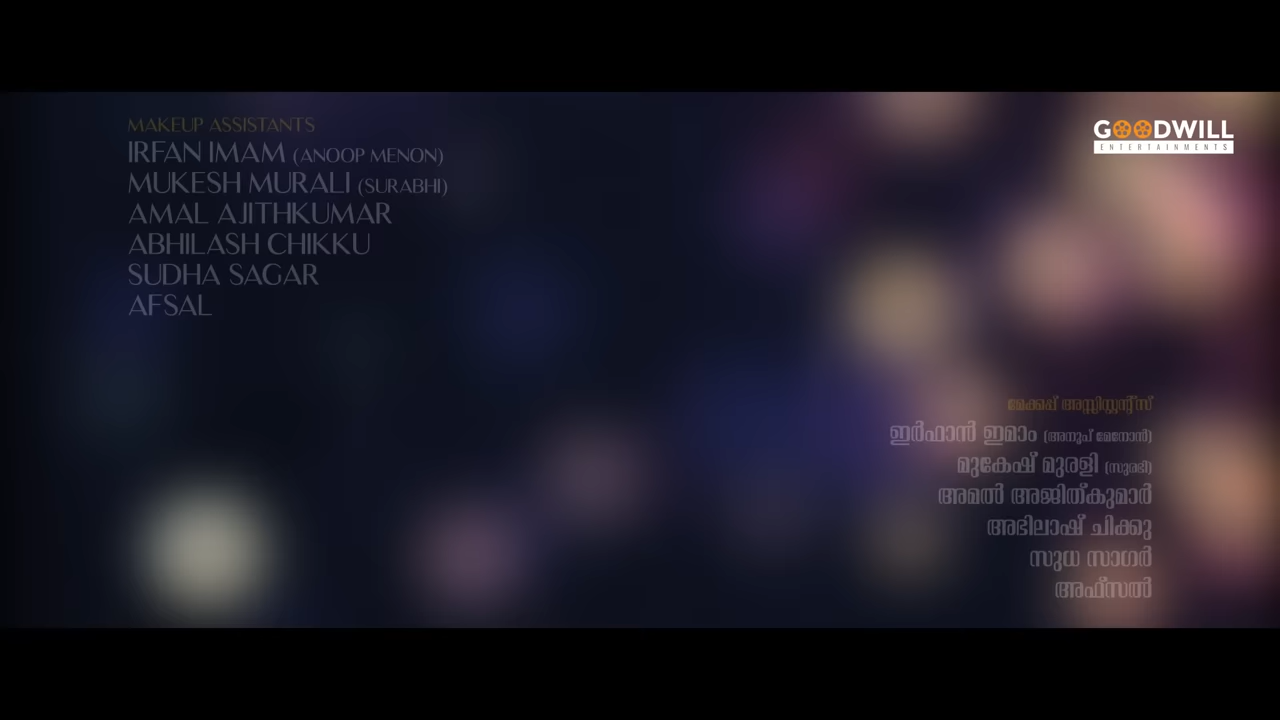 MAKEUP ASSISTANTS
IRFAN IMAM (ANOOP MENON)
MUKESH MURALI (SURABHI)
AMAL AJITHKUMAR
ABHILASH CHIKKU
SUDHA SAGAR
AFSAL
GOODWILL
ENTERTAINMENTS
മേക്കപ്പ് അസ്സിസ്റ്റന്റ്സ്
ഇർഫാൻ ഇമാം (അനൂപ് മേനോൻ)
മുകേഷ് മുരളി (സുരഭി)
അമൽ അജിത്കുമാർ
അഭിലാഷ് ചിക്കു
സുധ സാഗർ
അഫ്സൽ